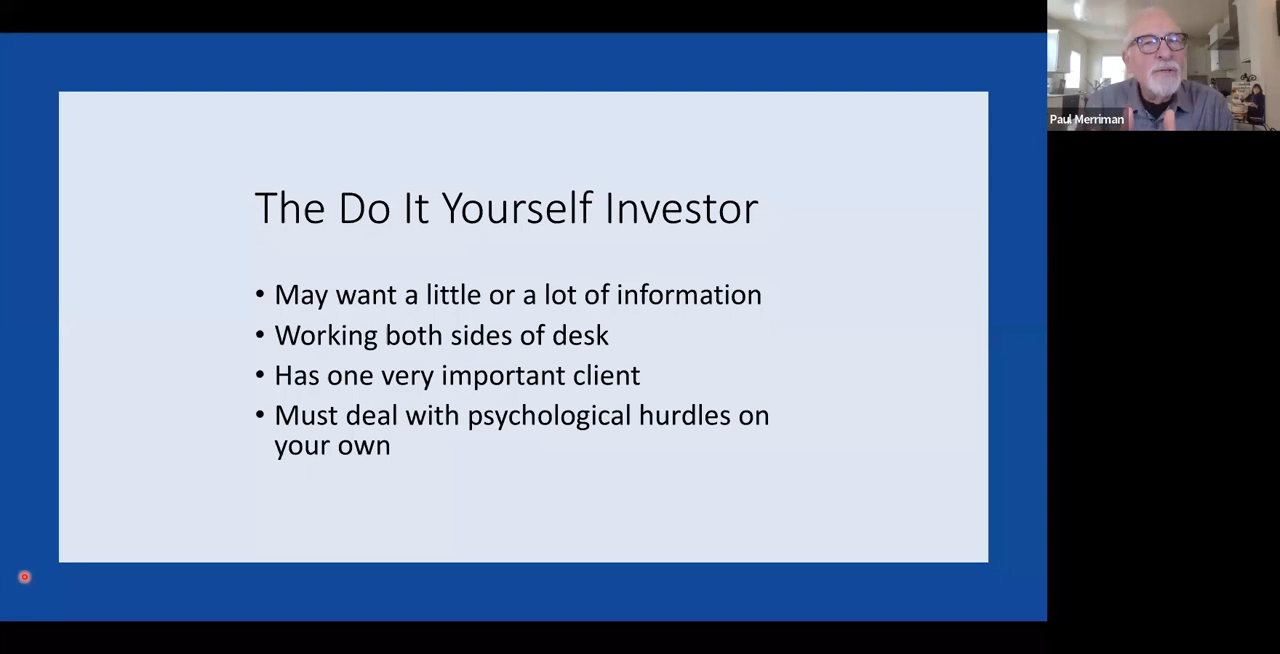 The Do It Yourself Investor
• May want a little or a lot of information
• Working both sides of desk
• Has one very important client
• Must deal with psychological hurdles on
your own
Paul Merriman